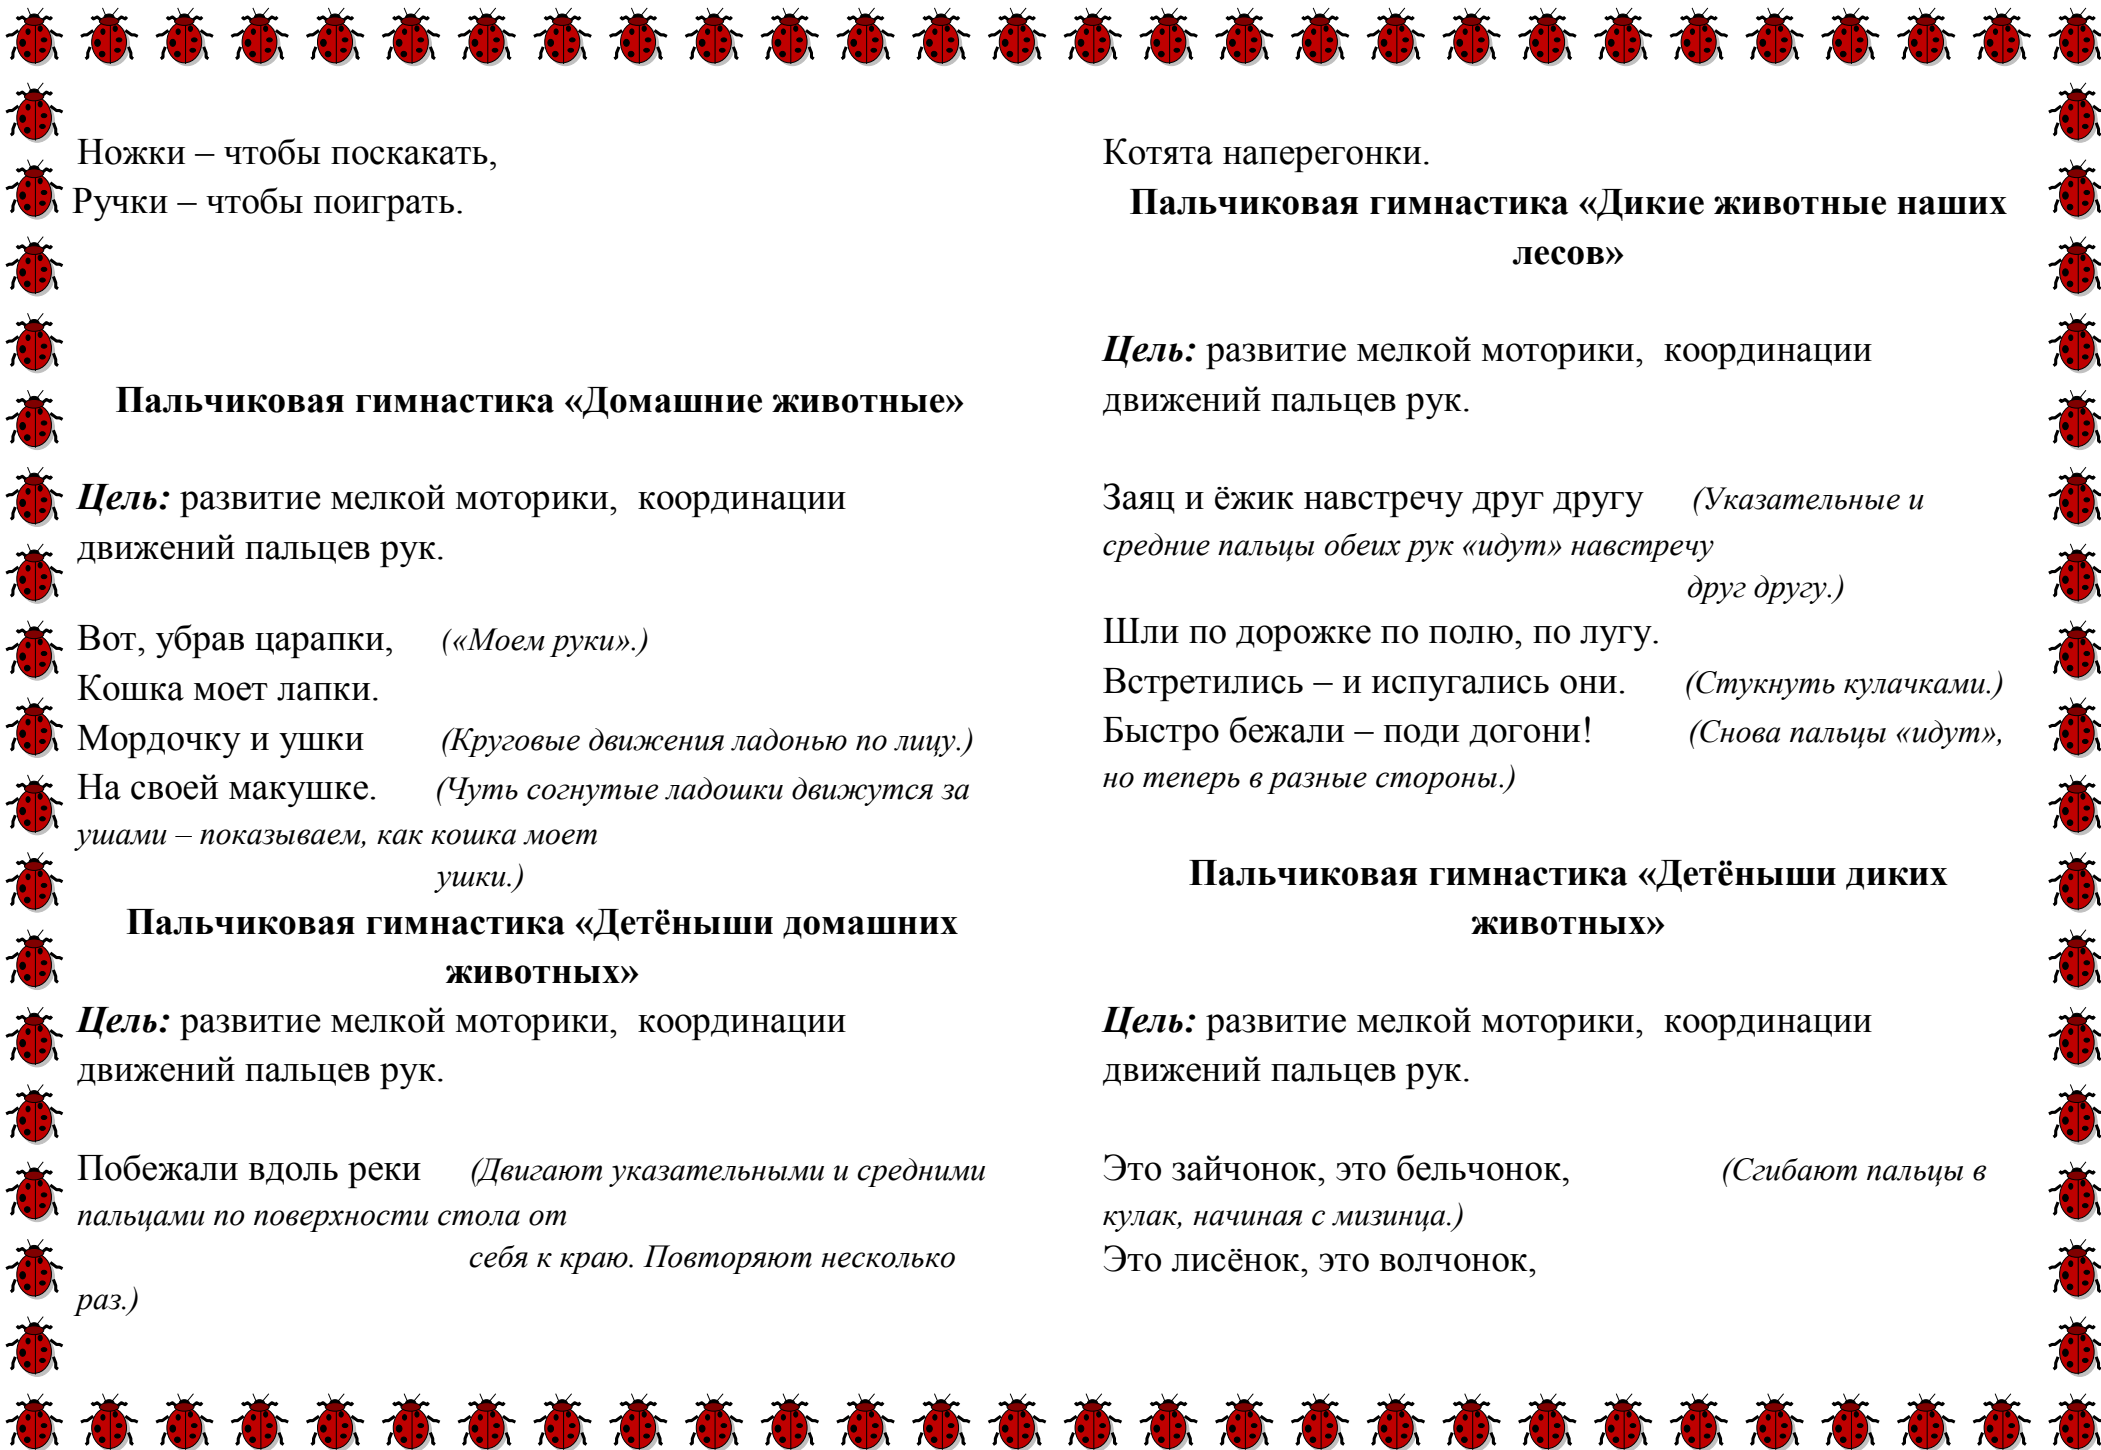 Ножки – чтобы поскакать,
Ручки – чтобы поиграть.
Пальчиковая гимнастика «Домашние животные»
Цель: развитие мелкой моторики, координации
движений пальцев рук.
Вот, убрав царапки, («Моем руки».)
Кошка моет лапки.
Мордочку и ушки (Круговые движения ладонью по лицу.)
На своей макушке. (Чуть согнутые ладошки движутся за
ушами – показываем, как кошка моет
ушки.)
Пальчиковая гимнастика «Детёныши домашних
животных»
Цель: развитие мелкой моторики, координации
движений пальцев рук.
Побежали вдоль реки (Двигают указательными и средними
пальцами по поверхности стола от
себя к краю. Повторяют несколько
раз.)
Котята наперегонки.
Пальчиковая гимнастика «Дикие животные наших
лесов»
Цель: развитие мелкой моторики, координации
движений пальцев рук.
Заяц и ёжик навстречу друг другу (Указательные и
средние пальцы обеих рук «идут» навстречу
друг другу.)
Шли по дорожке по полю, по лугу.
Встретились – и испугались они. (Стукнуть кулачками.)
Быстро бежали – поди догони! (Снова пальцы «идут»,
но теперь в разные стороны.)
Пальчиковая гимнастика «Детёныши диких
животных»
Цель: развитие мелкой моторики, координации
движений пальцев рук.
Это зайчонок, это бельчонок, (Сгибают пальцы в
кулак, начиная с мизинца.)
Это лисёнок, это волчонок,